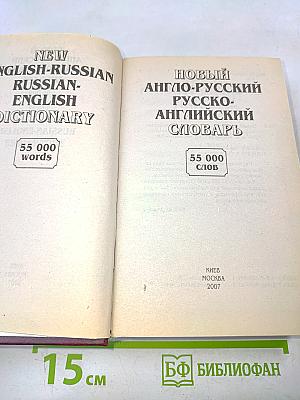 NEW
ENGLISH-RUSSIAN
RUSSIAN-
ENGLISH
DICTIONARY
55 000
words
НОВЫЙ
АНГЛО-РУССКИЙ
РУССКО-
АНГЛИЙСКИЙ
СЛОВАРЬ
55 000
слов
КИЕВ
МОСКВА
2007
15 см
БФ БИБЛИОФАН